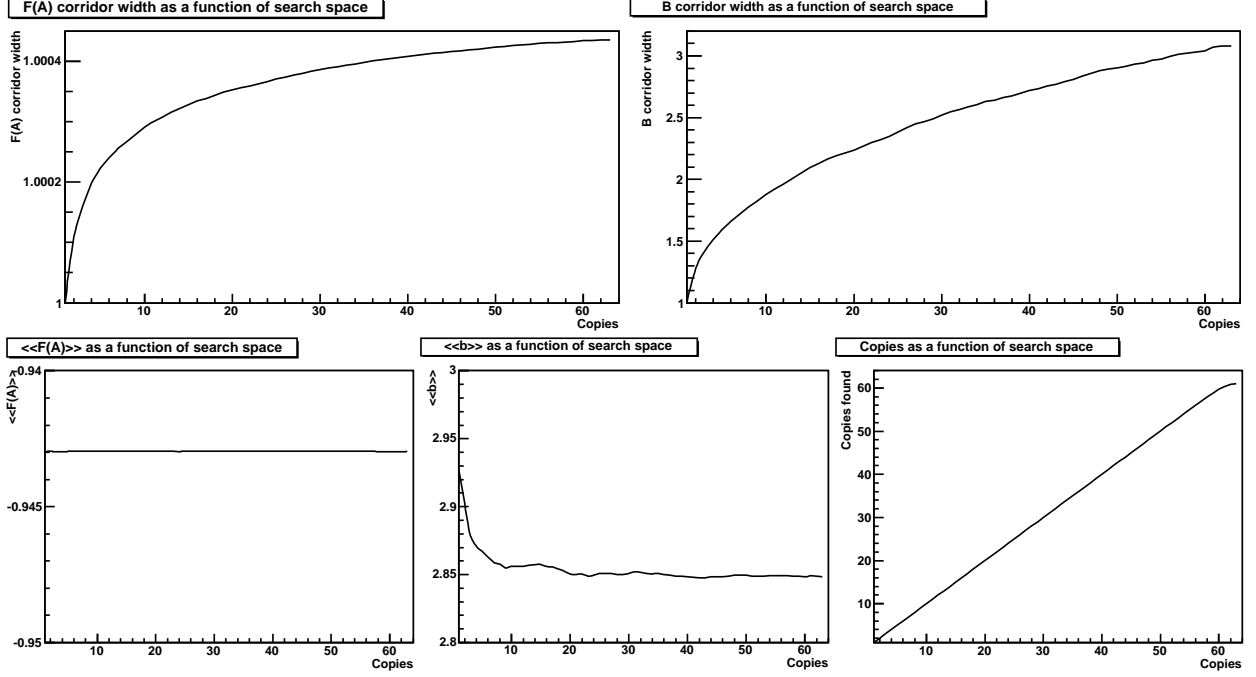 F(A) corridor width as a function of search space
B corridor width as a function of search space
F(A) corridor width
1.0004
1.0002
1
10 20 30 40 50 60
Copies
B corridor width
3
2.5
2
1.5
1
10 20 30 40 50 60
Copies
<<F(A)>> as a function of search space
<<b>> as a function of search space
Copies as a function of search space
<<F(A)>>
-0.94
-0.945
-0.95
10 20 30 40 50 60
Copies
<<b>>
3
2.95
2.9
2.85
2.8
10 20 30 40 50 60
Copies
Copies found
60
50
40
30
20
10
10 20 30 40 50 60
Copies